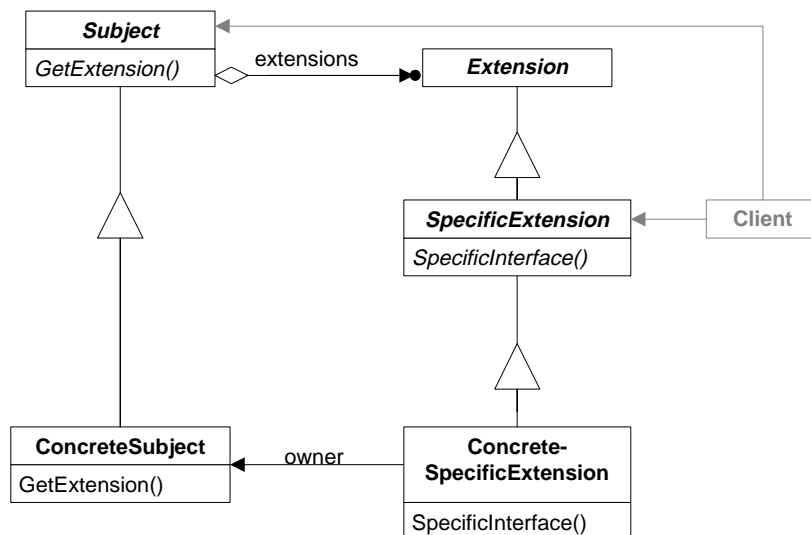 Subject
GetExtension()
extensions
Extension
SpecificExtension
SpecificInterface()
Client
ConcreteSubject
GetExtension()
owner
Concrete-
SpecificExtension
SpecificInterface()